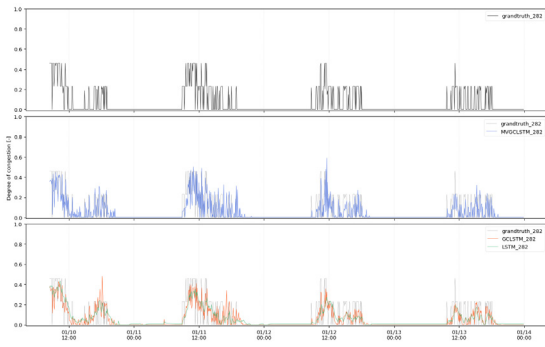 1.0
0.8
0.6
0.4
0.2
0.0
grandtruth_282
1.0
0.8
0.6
0.4
0.2
0.0
Degree of congestion [-]
grandtruth_282
MVGCLSTM_282
1.0
0.8
0.6
0.4
0.2
0.0
grandtruth_282
GCLSTM_282
LSTM_282
01/10 01/11 01/11 01/12 01/12 01/13 01/13 01/14
12:00 00:00 12:00 00:00 12:00 00:00 12:00 00:00